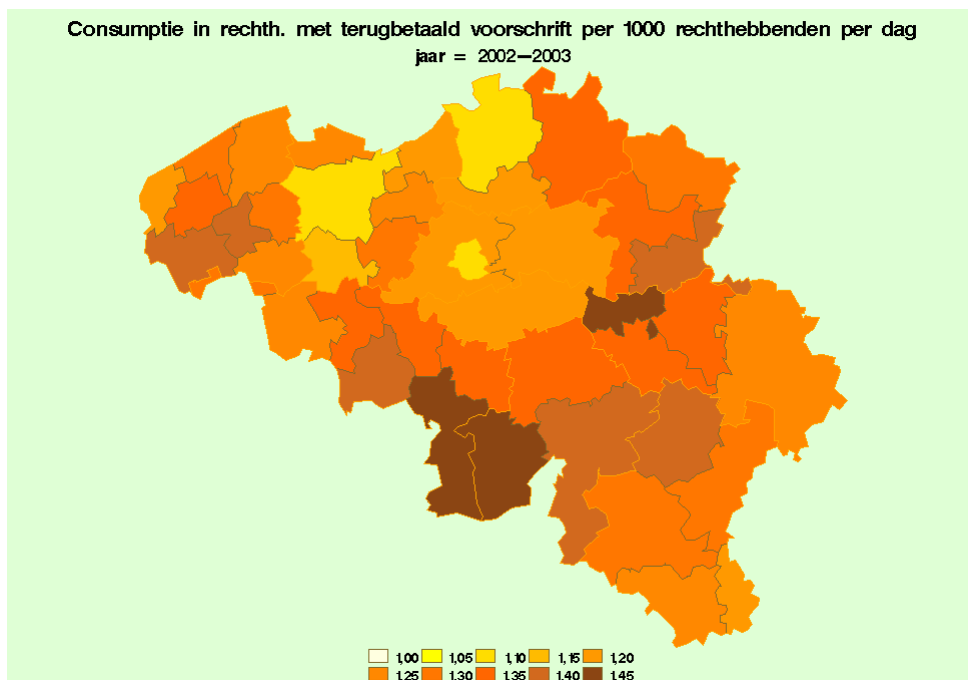 Consumptie in rechth. met terugbetaald voorschrift per 1000 rechthebbenden per dag
jaar = 2002–2003
1,00 1,05 1,10 1,15 1,20
1,25 1,30 1,35 1,40 1,45